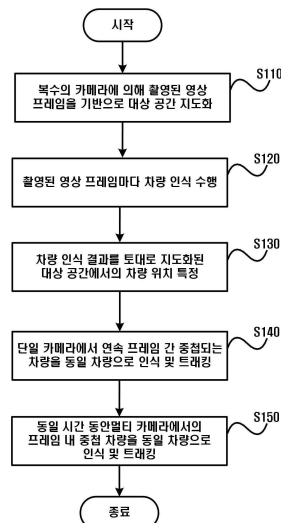 시작
S110
복수의 카메라에 의해 촬영된 영상
프레임을 기반으로 대상 공간 지도화
S120
촬영된 영상 프레임마다 차량 인식 수행
S130
차량 인식 결과를 토대로 지도화된
대상 공간에서의 차량 위치 특정
S140
단일 카메라에서 연속 프레임 간 중첩되는
차량을 동일 차량으로 인식 및 트래킹
S150
동일 시간 동안멀티 카메라에서의
프레임 내 중첩 차량을 동일 차량으로
인식 및 트래킹
종료